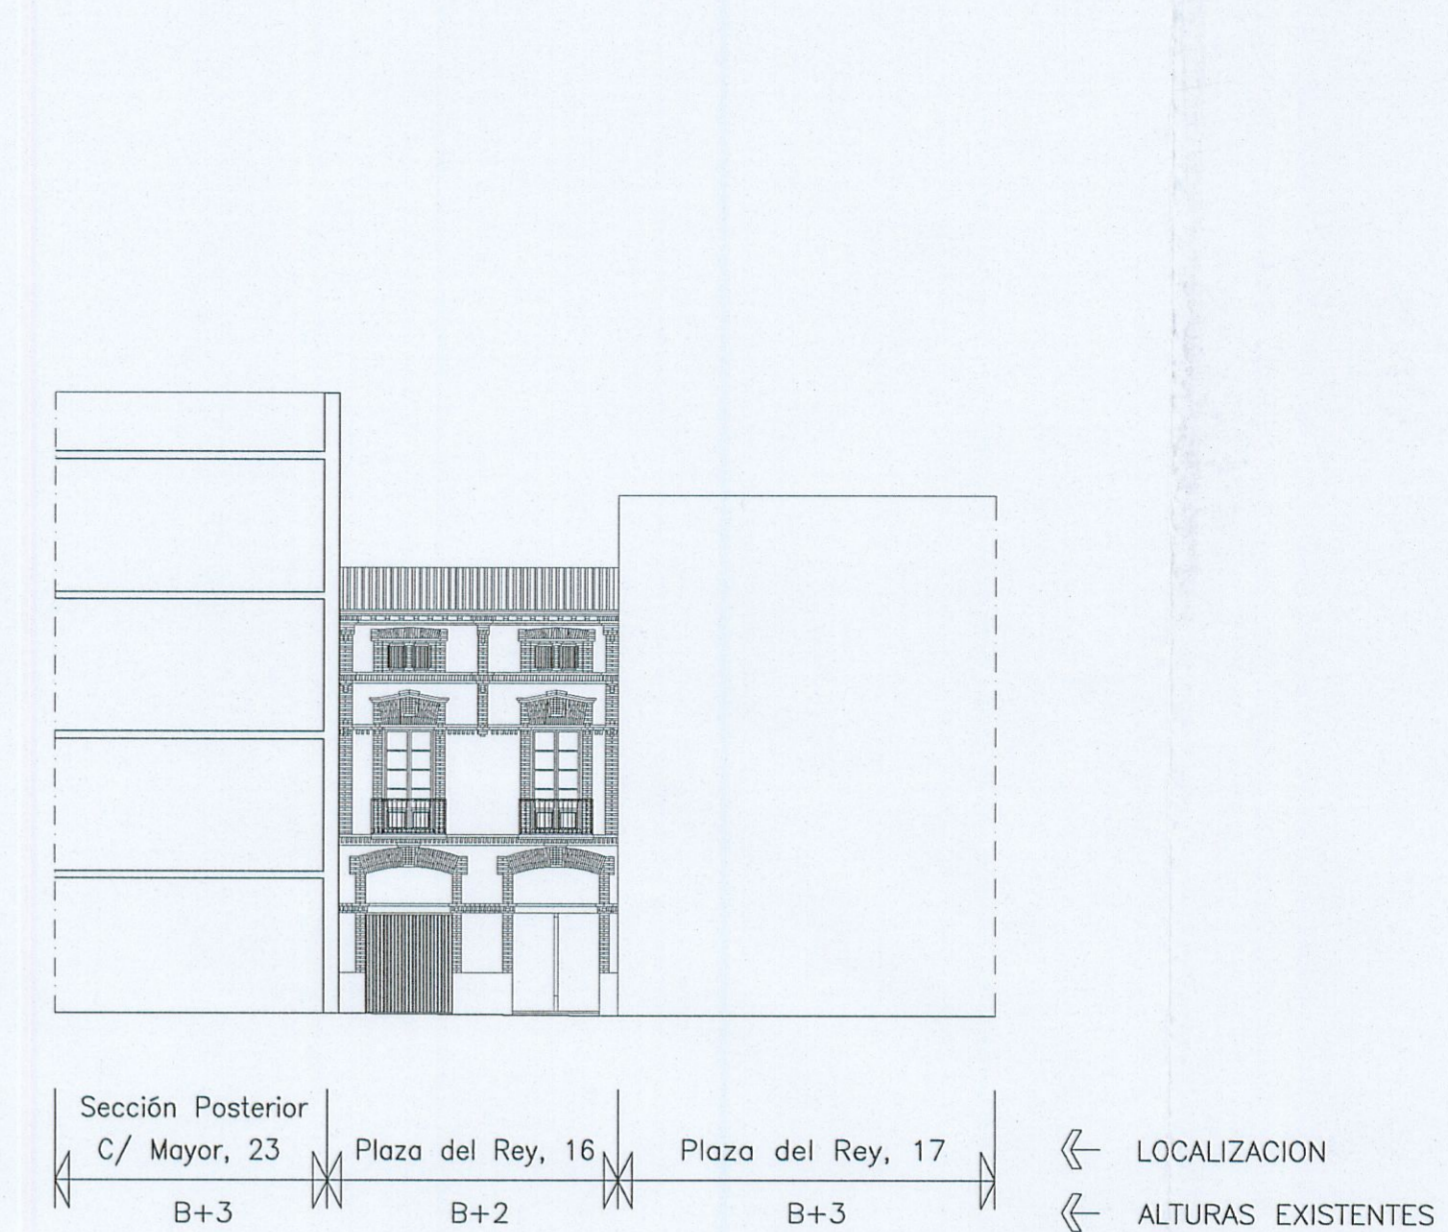 Sección Posterior
C/ Mayor, 23
Plaza del Rey, 16
Plaza del Rey, 17
LOCALIZACION
B+3
B+2
B+3
ALTURAS EXISTENTES